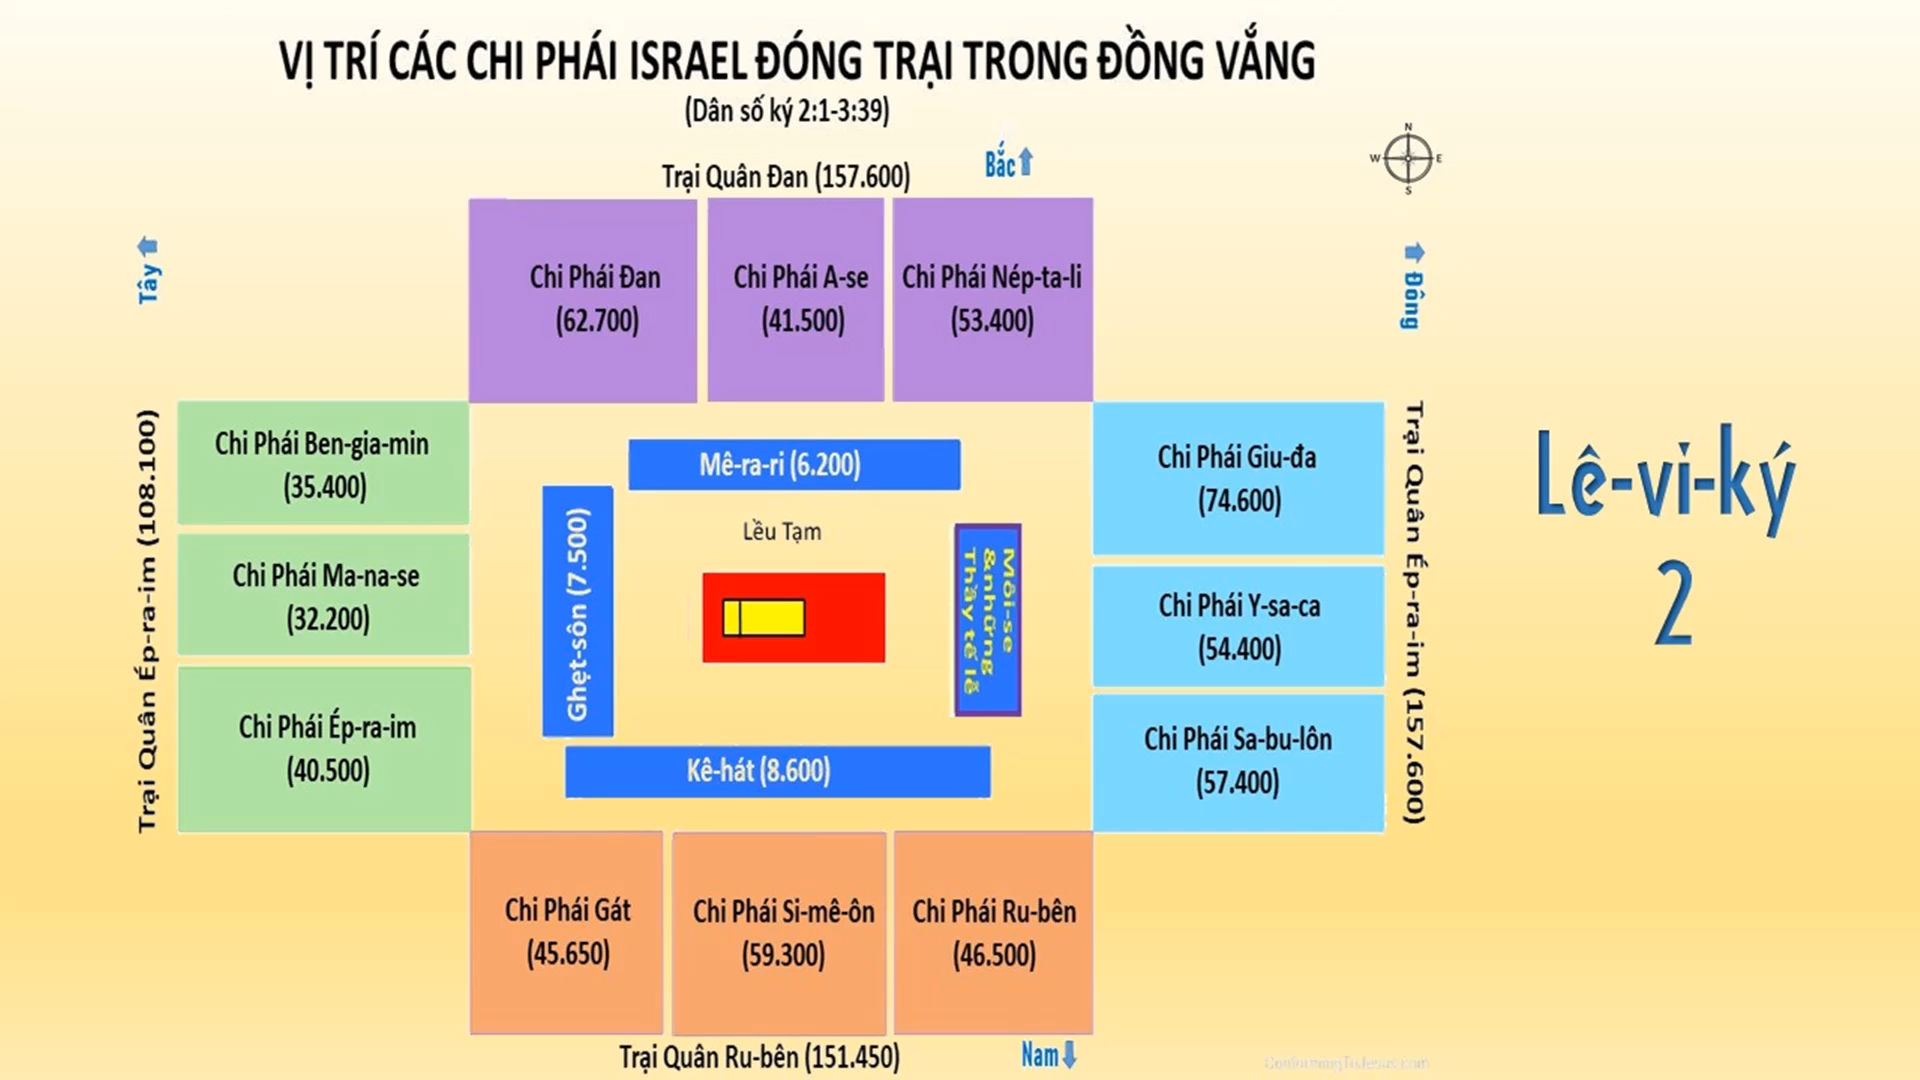 VỊ TRÍ CÁC CHI PHÁI ISRAEL ĐÓNG TRẠI TRONG ĐỒNG VẮNG
(Dân số ký 2:1-3:39)
Bắc
Trại Quân Đan (157.600)
N
W
E
S
Tây
Đông
Chi Phái Đan
(62.700)
Chi Phái A-se
(41.500)
Chi Phái Nép-ta-li
(53.400)
Trại Quân Ép-ra-im (108.100)
Chi Phái Ben-gia-min
(35.400)
Chi Phái Ma-na-se
(32.200)
Chi Phái Ép-ra-im
(40.500)
Mê-ra-ri (6.200)
Ghẹt-sôn (7.500)
Lều Tạm
Môi-se
&những
Thầy tế lễ
Kê-hát (8.600)
Chi Phái Giu-đa
(74.600)
Chi Phái Y-sa-ca
(54.400)
Chi Phái Sa-bu-lôn
(57.400)
Trại Quân Ép-ra-im (157.600)
Lê-vi-ký
2
Chi Phái Gát
(45.650)
Chi Phái Si-mê-ôn
(59.300)
Chi Phái Ru-bên
(46.500)
Trại Quân Ru-bên (151.450)
Nam